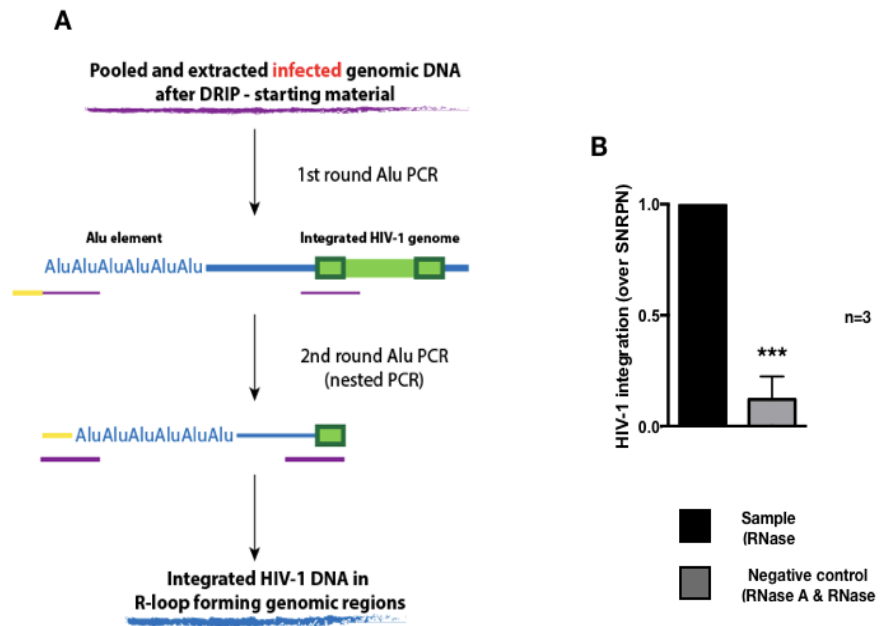 A
Pooled and extracted infected genomic DNA
after DRIP - starting material
1st round Alu PCR
Alu element
Integrated HIV-1 genome
AluAluAluAluAluAlu
2nd round Alu PCR
(nested PCR)
AluAluAluAluAluAlu
Integrated HIV-1 DNA in
R-loop forming genomic regions
B
HIV-1 integration (over SNRPN)
1.0
0.5
0.0
***
n=3
Sample
(RNase
Negative control
(RNase A & RNase